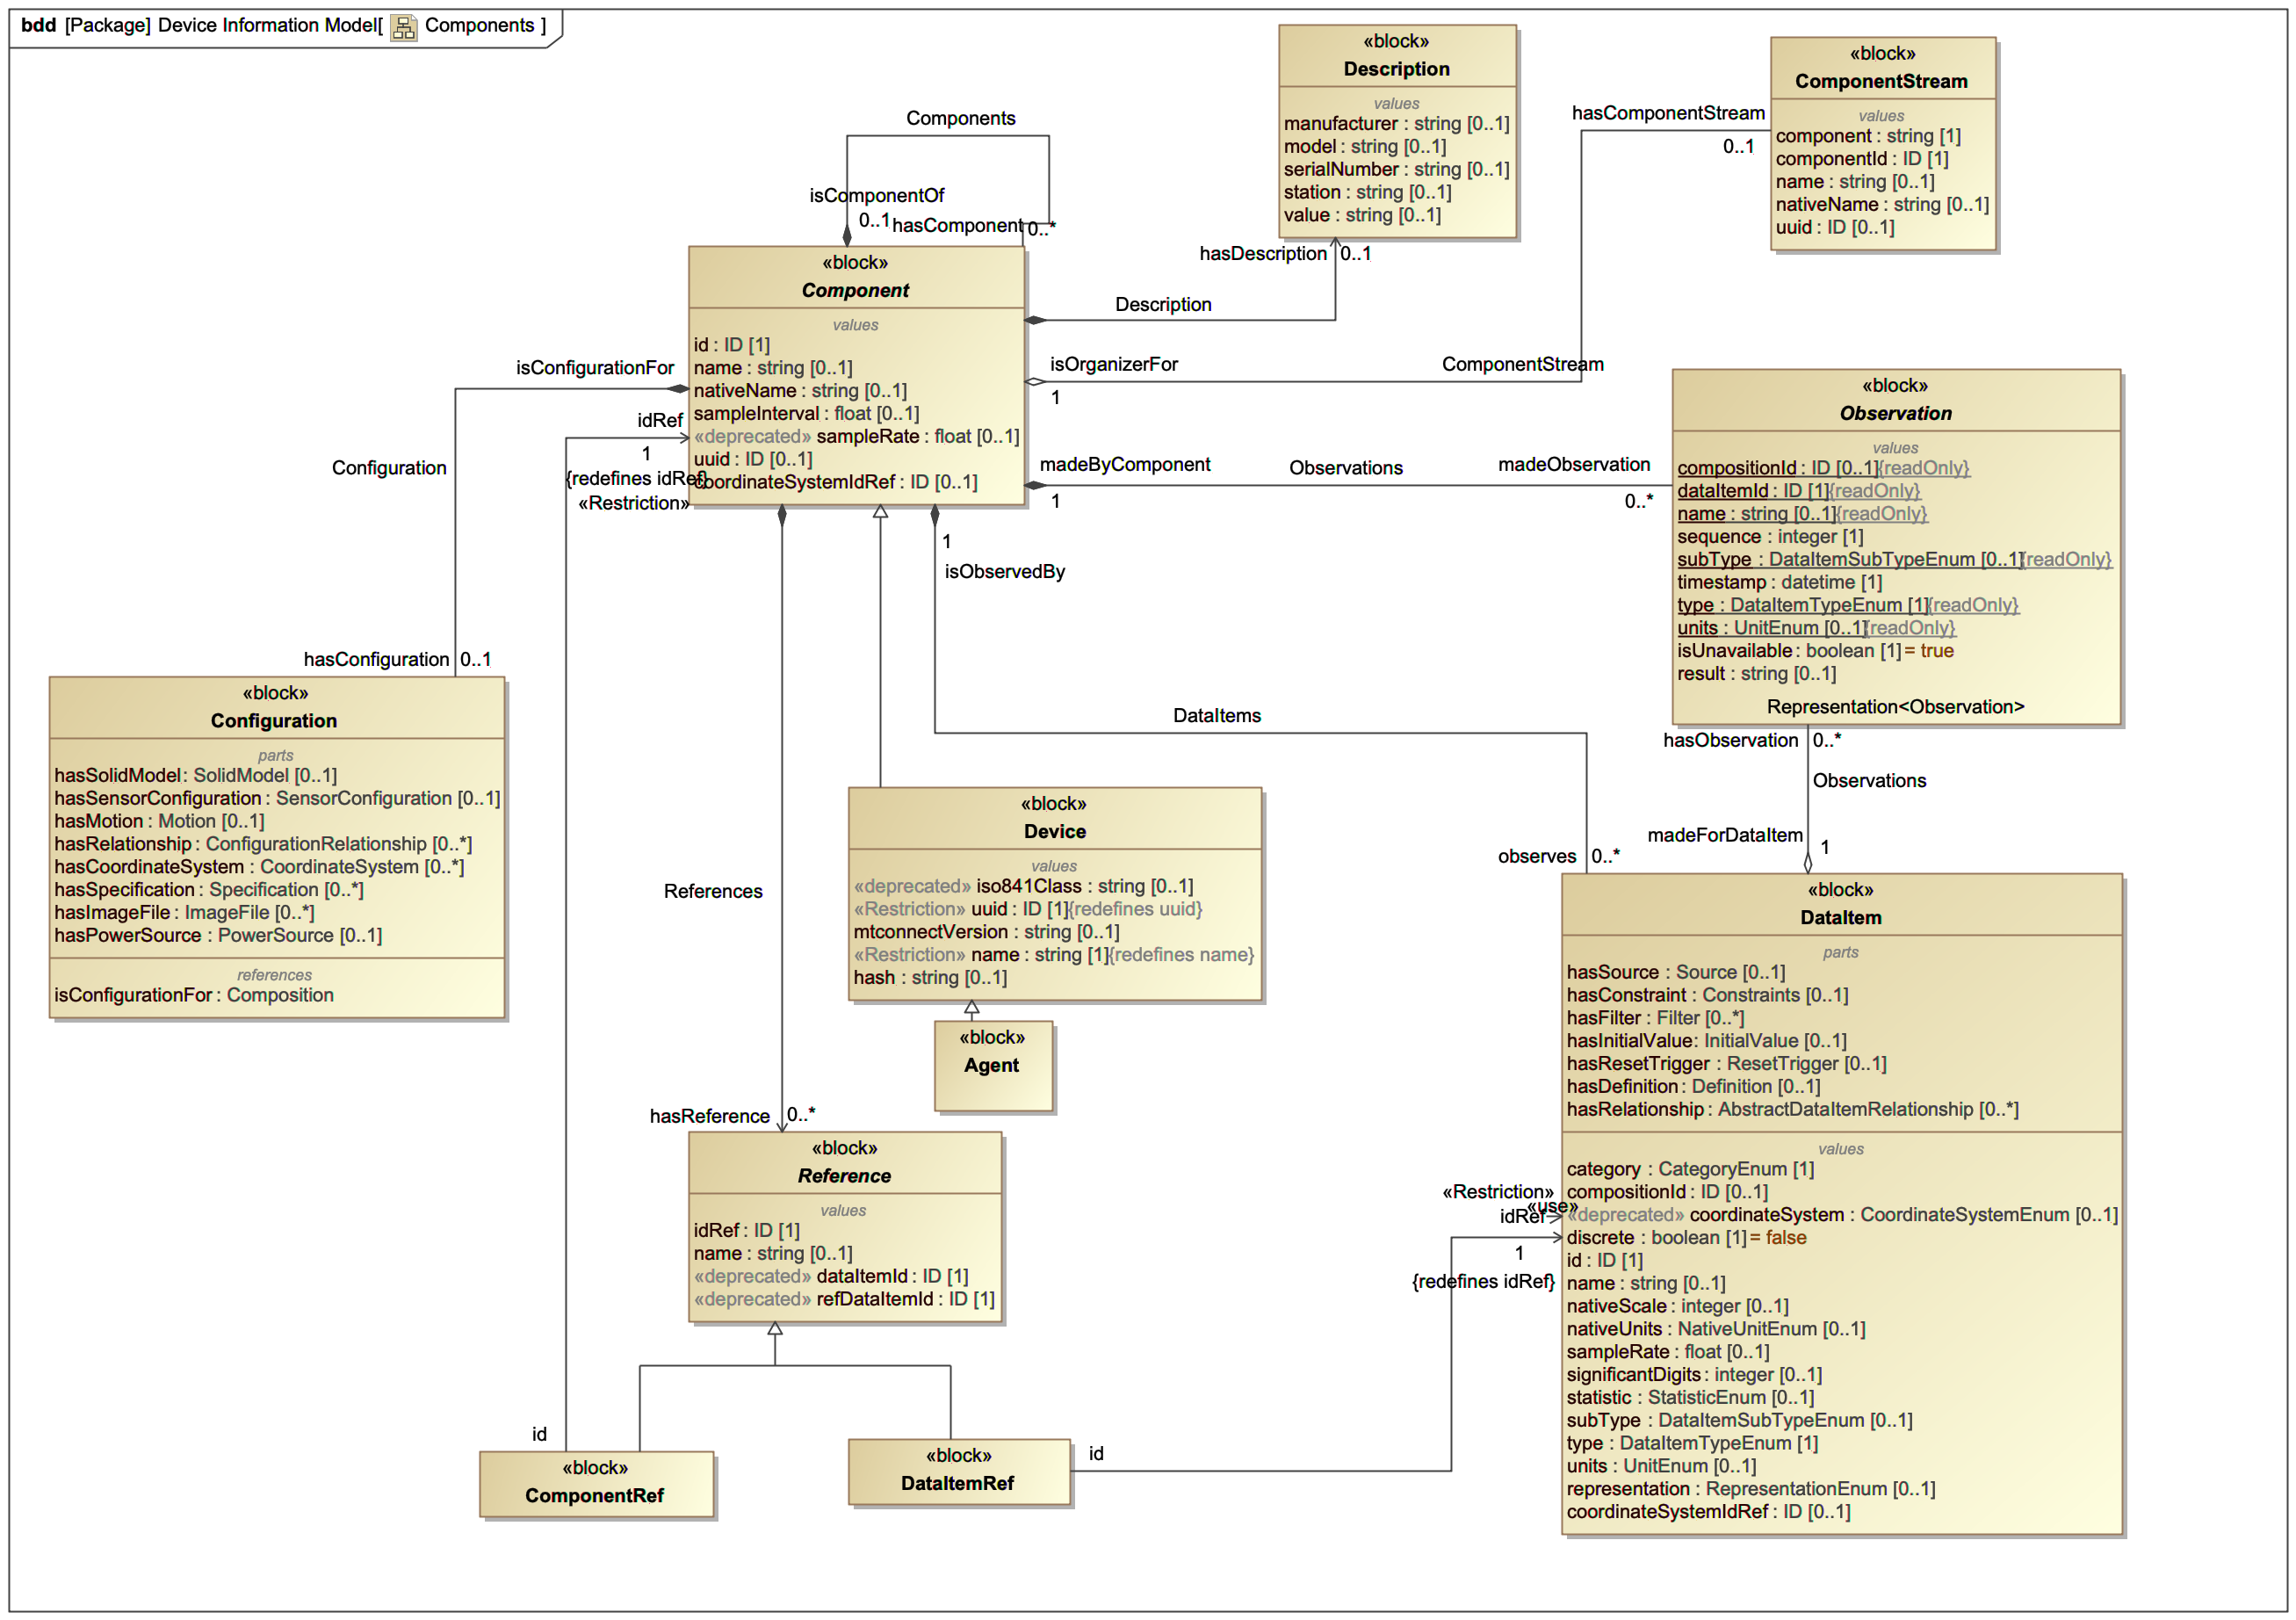 bdd [Package] Device Information Model[ Components ]
Components
isComponentOf
0..1
hasComponent
0..*
«block»
Component
values
id : ID [1]
name : string [0..1]
nativeName : string [0..1]
sampleInterval : float [0..1]
«deprecated» sampleRate : float [0..1]
uuid : ID [0..1]
coordinateSystemIdRef : ID [0..1]
«block»
Description
values
manufacturer : string [0..1]
model : string [0..1]
serialNumber : string [0..1]
station : string [0..1]
value : string [0..1]
hasDescription
0..1
Description
«block»
ComponentStream
values
component : string [1]
componentId : ID [1]
name : string [0..1]
nativeName : string [0..1]
uuid : ID [0..1]
hasComponentStream
0..1
isOrganizerFor
1
ComponentStream
madeByComponent
1
Observations
madeObservation
0..*
«block»
Observation
values
compositionId : ID [0..1]{readOnly}
dataItemId : ID [1]{readOnly}
name : string [0..1]{readOnly}
sequence : integer [1]
subType : DataItemSubTypeEnum [0..1]{readOnly}
timestamp : datetime [1]
type : DataItemTypeEnum [1]{readOnly}
units : UnitEnum [0..1]{readOnly}
isUnavailable : boolean [1] = true
result : string [0..1]
Representation<Observation>
hasObservation
0..*
Observations
madeForDataItem
1
isConfigurationFor
idRef
1
{redefines idRef}
«Restriction»
Configuration
hasConfiguration
0..1
«block»
Configuration
parts
hasSolidModel : SolidModel [0..1]
hasSensorConfiguration : SensorConfiguration [0..1]
hasMotion : Motion [0..1]
hasRelationship : ConfigurationRelationship [0..*]
hasCoordinateSystem : CoordinateSystem [0..*]
hasSpecification : Specification [0..*]
hasImageFile : ImageFile [0..*]
hasPowerSource : PowerSource [0..1]
references
isConfigurationFor : Composition
1
isObservedBy
DataItems
observes
0..*
«block»
Device
values
«deprecated» iso841Class : string [0..1]
«Restriction» uuid : ID [1]{redefines uuid}
mtconnectVersion : string [0..1]
«Restriction» name : string [1]{redefines name}
hash : string [0..1]
«block»
Agent
References
hasReference
0..*
«block»
Reference
values
idRef : ID [1]
name : string [0..1]
«deprecated» dataItemId : ID [1]
«deprecated» refDataItemId : ID [1]
id
«block»
ComponentRef
«block»
DataItemRef
id
«Restriction»
«use»
idRef
1
{redefines idRef}
«block»
DataItem
parts
hasSource : Source [0..1]
hasConstraint : Constraints [0..1]
hasFilter : Filter [0..*]
hasInitialValue : InitialValue [0..1]
hasResetTrigger : ResetTrigger [0..1]
hasDefinition : Definition [0..1]
hasRelationship : AbstractDataItemRelationship [0..*]
values
category : CategoryEnum [1]
compositionId : ID [0..1]
«deprecated» coordinateSystem : CoordinateSystemEnum [0..1]
discrete : boolean [1] = false
id : ID [1]
name : string [0..1]
nativeScale : integer [0..1]
nativeUnits : NativeUnitEnum [0..1]
sampleRate : float [0..1]
significantDigits : integer [0..1]
statistic : StatisticEnum [0..1]
subType : DataItemSubTypeEnum [0..1]
type : DataItemTypeEnum [1]
units : UnitEnum [0..1]
representation : RepresentationEnum [0..1]
coordinateSystemIdRef : ID [0..1]